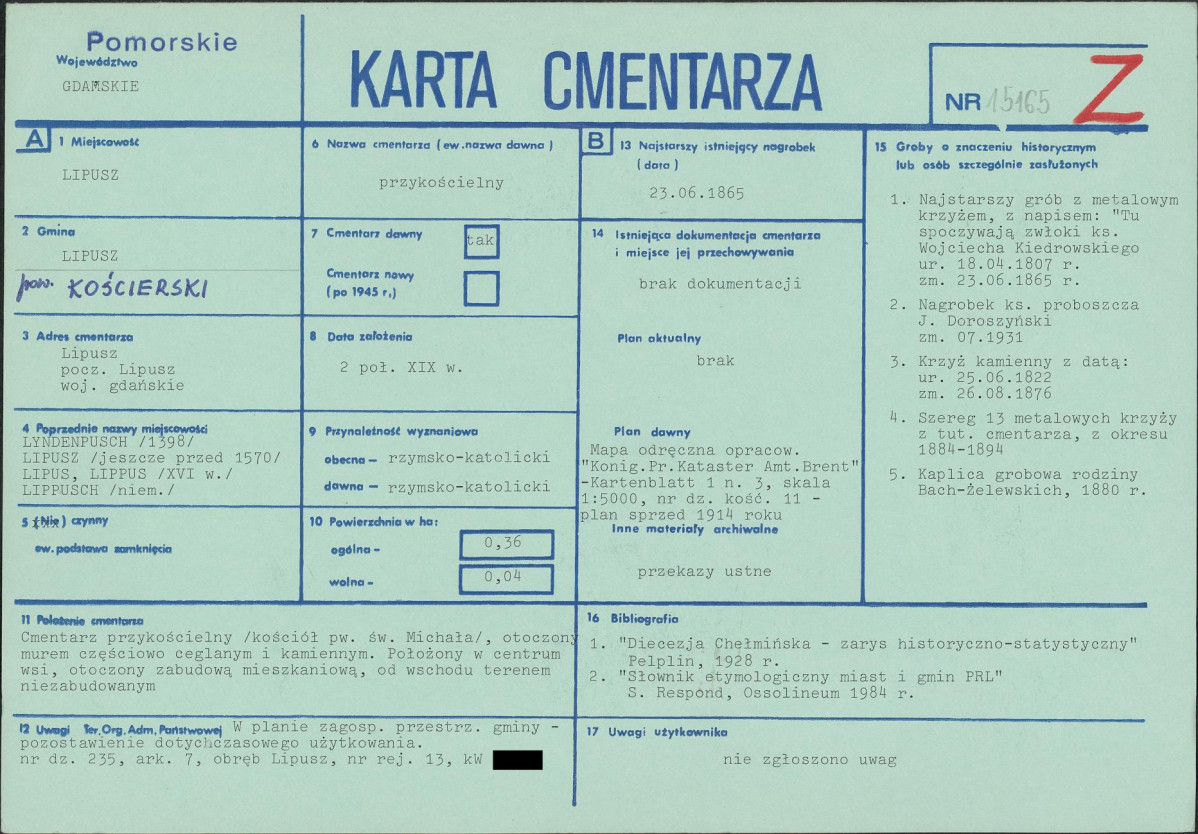 Pomorskie
Województwo
GDAŃSKIE
KARTA CMENTARZA
NR 15165 Z
A
1 Miejscowość
LIPUSZ
2 Gmina
LIPUSZ
pow. KOŚCIERSKI
3 Adres cmentarza
Lipusz
pocz. Lipusz
woj. gdańskie
4 Poprzednie nazwy miejscowości
LYNDENPUSCH /1398/
LIPUSZ /jeszcze przed 1570/
LIPUS, LIPPUS /XVI w./
LIPPUSCH /niem./
5 (Nie) czynny
ew. podstawa zamknięcia
6 Nazwa cmentarza (ew. nazwa dawna)
przykościelny
7 Cmentarz dawny
tak
Cmentarz nowy
(po 1945 r.)
8 Data założenia
2 poł. XIX w.
9 Przynależność wyznaniowa
obecna – rzymsko-katolicki
dawna – rzymsko-katolicki
10 Powierzchnia w ha:
ogólna – 0,36
wolna – 0,04
11 Położenie cmentarza
Cmentarz przykościelny /kościół pw. św. Michała/, otoczony
murem częściowo ceglanym i kamiennym. Położony w centrum
wsi, otoczony zabudową mieszkaniową, od wschodu terenem
niezabudowanym
12 Uwagi Ter. Org. Adm. Państwowej W planie zagosp. przestrz. gminy -
pozostawienie dotychczasowego użytkowania.
nr dz. 235, ark. 7, obręb Lipusz, nr rej. 13, kW
B
13 Najstarszy istniejący nagrobek
(data)
23.06.1865
14 Istniejąca dokumentacja cmentarza
i miejsce jej przechowywania
brak dokumentacji
Plan aktualny
brak
Plan dawny
Mapa odręczna opracow.
"Konig.Pr.Kataster Amt.Brent"
-Kartenblatt 1 n. 3, skala
1:5000, nr dz. kość. 11 -
plan sprzed 1914 roku
Inne materiały archiwalne
przekazy ustne
15 Groby o znaczeniu historycznym
lub osób szczególnie zasłużonych
1. Najstarszy grób z metalowym
krzyżem, z napisem: "Tu
spoczywają zwłoki ks.
Wojciecha Kiedrowskiego
ur. 18.04.1807 r.
zm. 23.06.1865 r.
2. Nagrobek ks. proboszcza
J. Doroszyński
zm. 07.1931
3. Krzyż kamienny z datą:
ur. 25.06.1822
zm. 26.08.1876
4. Szereg 13 metalowych krzyży
z tut. cmentarza, z okresu
1884-1894
5. Kaplica grobowa rodziny
Bach-żelewskich, 1880 r.
16 Bibliografia
1. "Diecezja Chełmińska - zarys historyczno-statystyczny"
Pelplin, 1928 r.
2. "Słownik etymologiczny miast i gmin PRL"
S. Respond, Ossolineum 1984 r.
17 Uwagi użytkownika
nie zgłoszono uwag